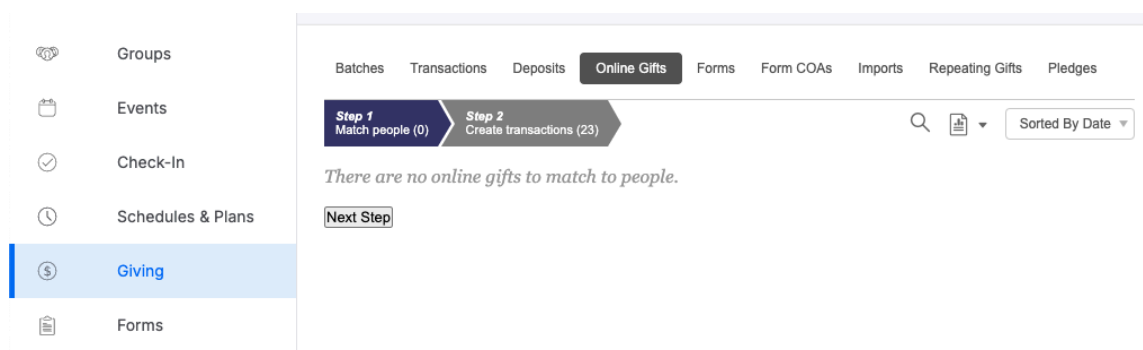 Groups
Events
Check-In
Schedules & Plans
Giving
Forms
Batches Transactions Deposits Online Gifts Forms Form COAs Imports Repeating Gifts Pledges
Step 1
Match people (0)
Step 2
Create transactions (23)
Sorted By Date
There are no online gifts to match to people.
Next Step